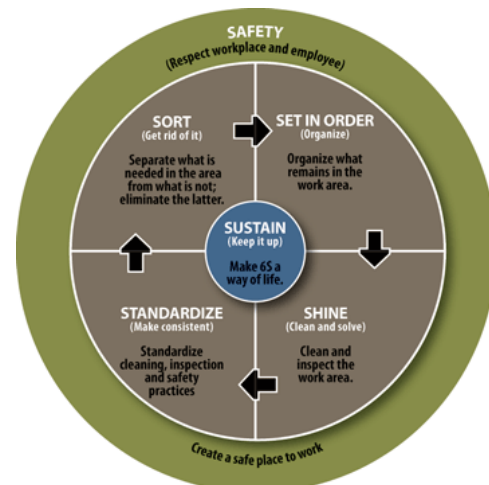 SAFETY
(Respect workplace and employee)
SORT
(Get rid of it)
Separate what is
needed in the area
from what is not;
eliminate the latter.
SET IN ORDER
(Organize)
Organize what
remains in the
work area.
SUSTAIN
(Keep it up)
Make 6S a
way of life.
STANDARDIZE
(Make consistent)
Standardize
cleaning, inspection
and safety
practices
SHINE
(Clean and solve)
Clean and
inspect the
work area.
Create a safe place to work